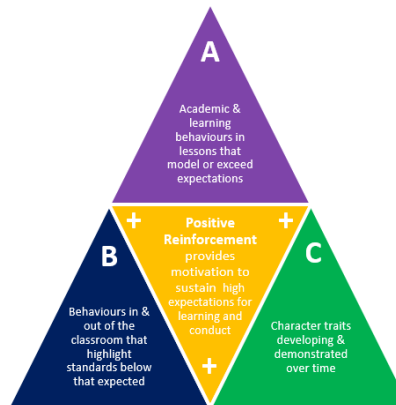 A
Academic &
learning
behaviours in
lessons that
model or exceed
expectations
+
+
Positive
Reinforcement
provides
motivation to
sustain high
expectations for
learning and
conduct
+
B
Behaviours in &
out of the
classroom that
highlight
standards below
that expected
C
Character traits
developing &
demonstrated
over time